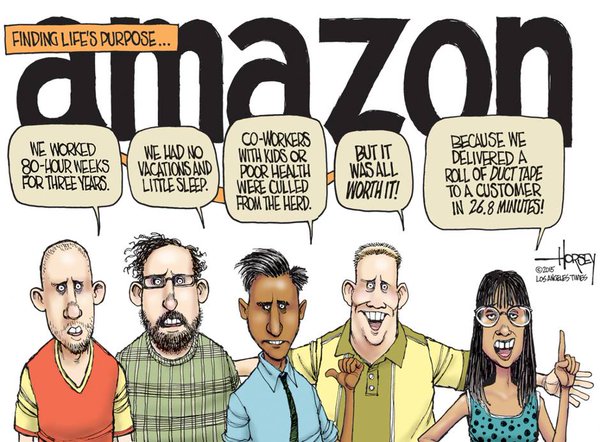 FINDING LIFE'S PURPOSE...
amazon
WE WORKED
80-HOUR WEEKS
FOR THREE YEARS.
WE HAD NO
VACATIONS AND
LITTLE SLEEP.
CO-WORKERS
WITH KIDS OR
POOR HEALTH
WERE CULLED
FROM THE HERD.
BUT IT
WAS ALL
WORTH IT!
BECAUSE WE
DELIVERED A
ROLL OF DUCT TAPE
TO A CUSTOMER
IN 26.8 MINUTES!
HORSEY
©2015
LOS ANGELES TIMES